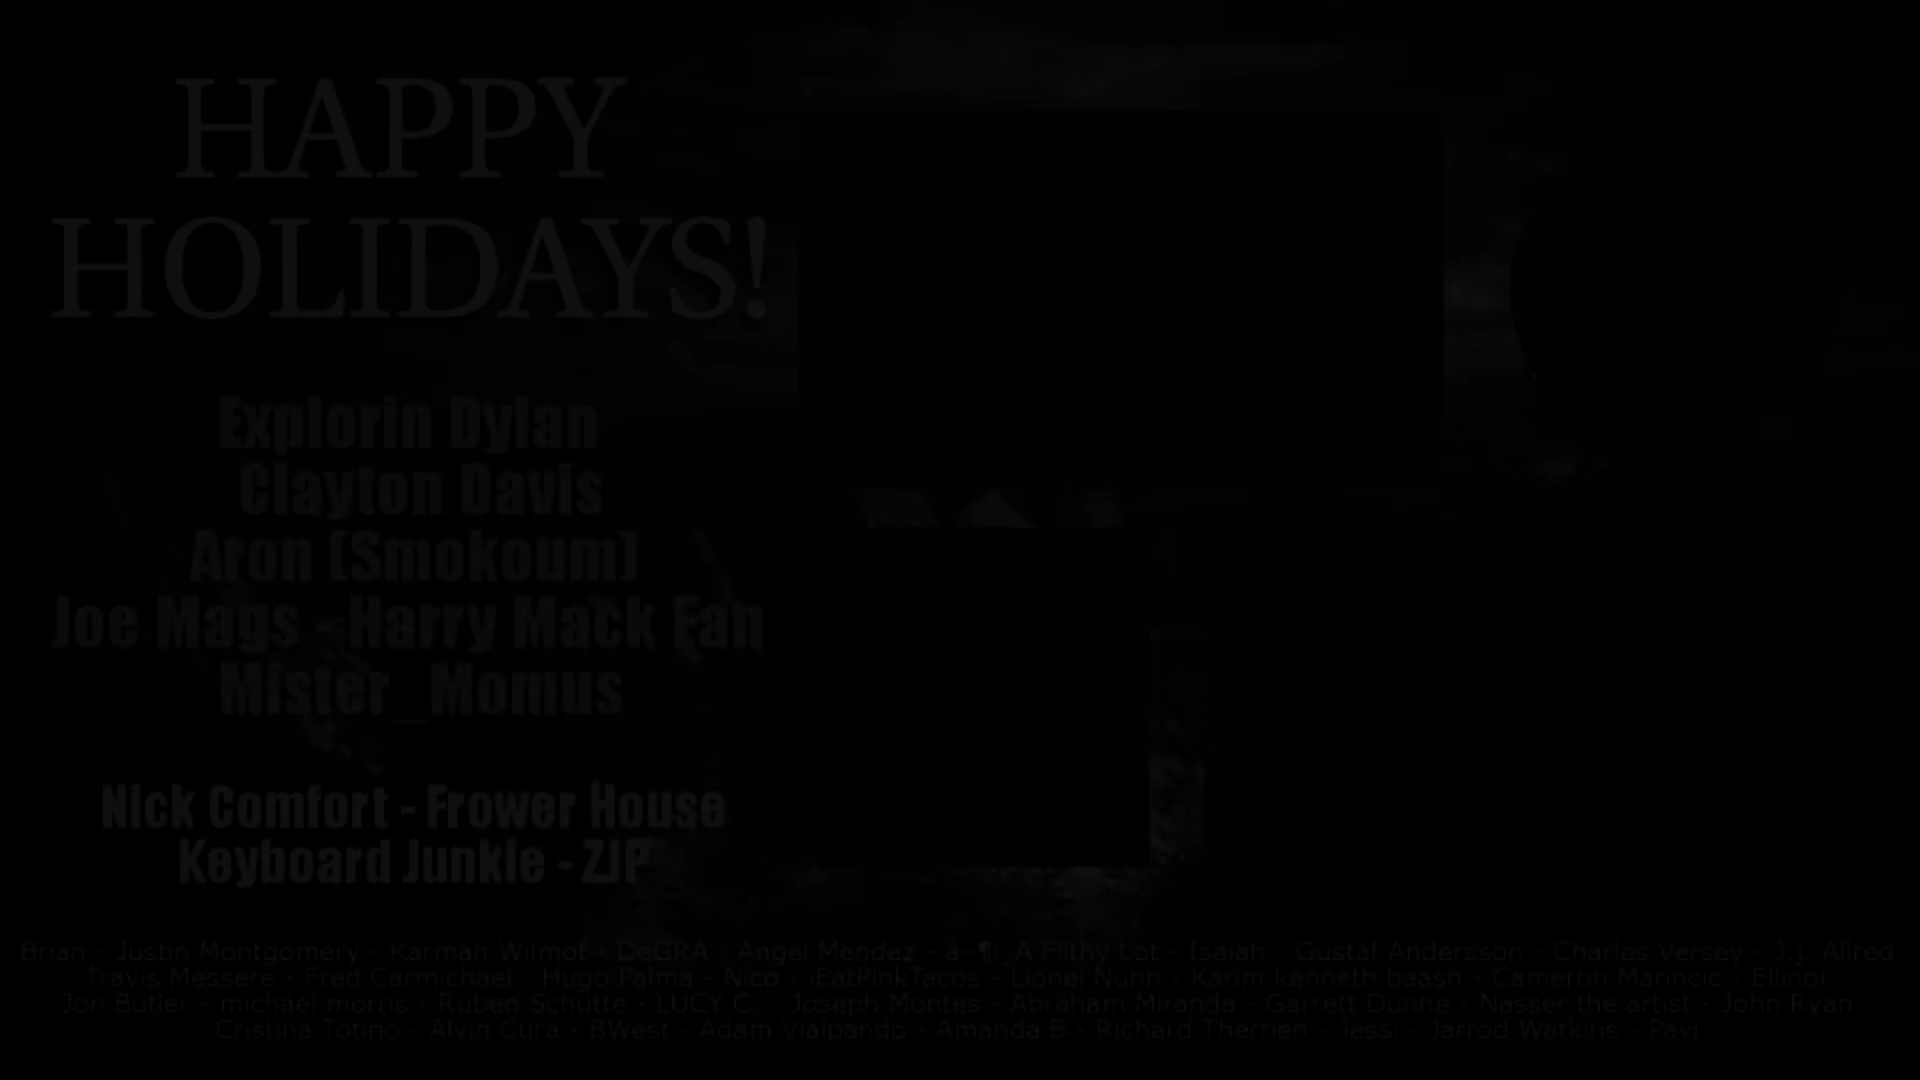 HAPPY
HOLIDAYS!
Explorin Dylan
Clayton Davis
Aron (Smokoum)
Joe Mags - Harry Mack Fan
Mister_Momus
Nick Comfort - Frower House
Keyboard Junkie - ZIP
Brian - Justin Montgomery - Karman Wilmot - DeGRA - Angel Mendez - A Filthy Lot - Isaiah - Gustaf Andersson - Charles Versey - J.J. Allred
Travis Messere - Fred Carmichael - Hugo Palma - Nico - iEatPinkTacos - Lionel Nunn - Karim kenneth baash - Cameron Marincic - Ellinor
Jon Butler - michael morris - Ruben Schutte - LUCY C. - Joseph Montes - Abraham Miranda - Garrett Dunne - Nasser the artist - John Ryan
Cristina Totino - Alvin Cura - BWest - Adam Vialpando - Amanda B - Richard Therrien - Jessi - Jarrod Watkins - Pavi